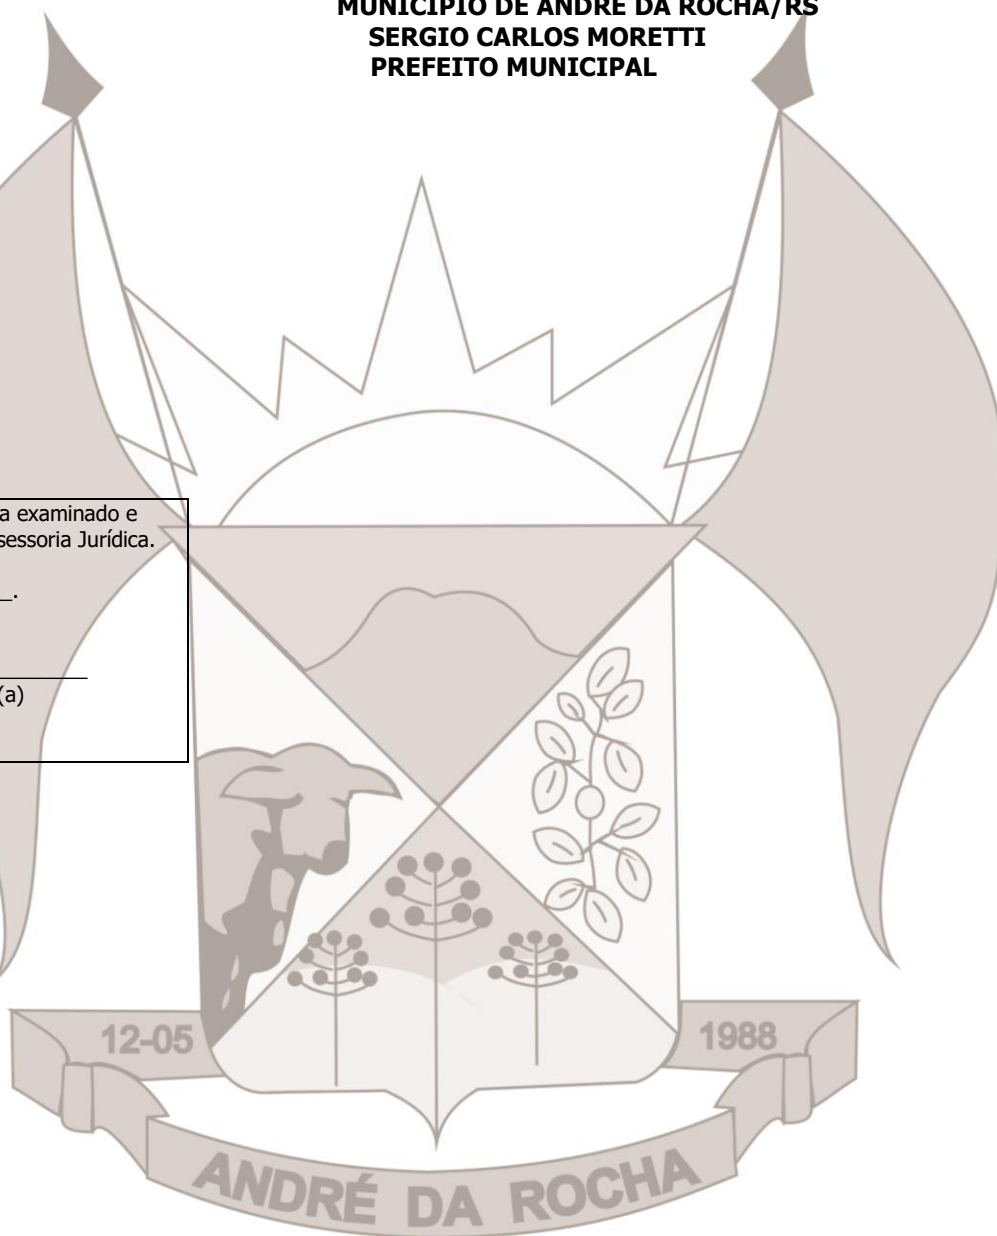 MUNICÍPIO DE ANDRÉ DA ROCHA/RS
SERGIO CARLOS MORETTI
PREFEITO MUNICIPAL
a examinado e
sessoria Jurídica.
_.
(a)
12-05
1988
ANDRÉ DA ROCHA